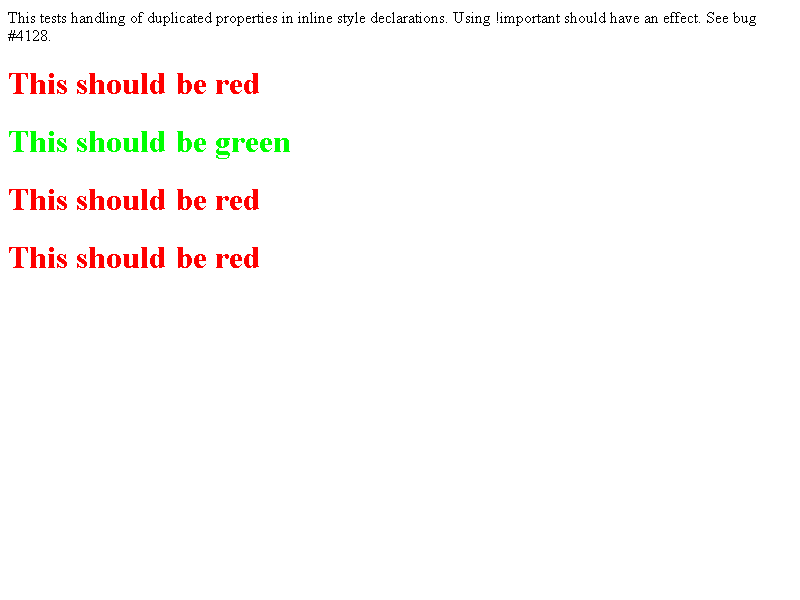 This tests handling of duplicated properties in inline style declarations. Using !important should have an effect. See bug
#4128.
This should be red
This should be green
This should be red
This should be red